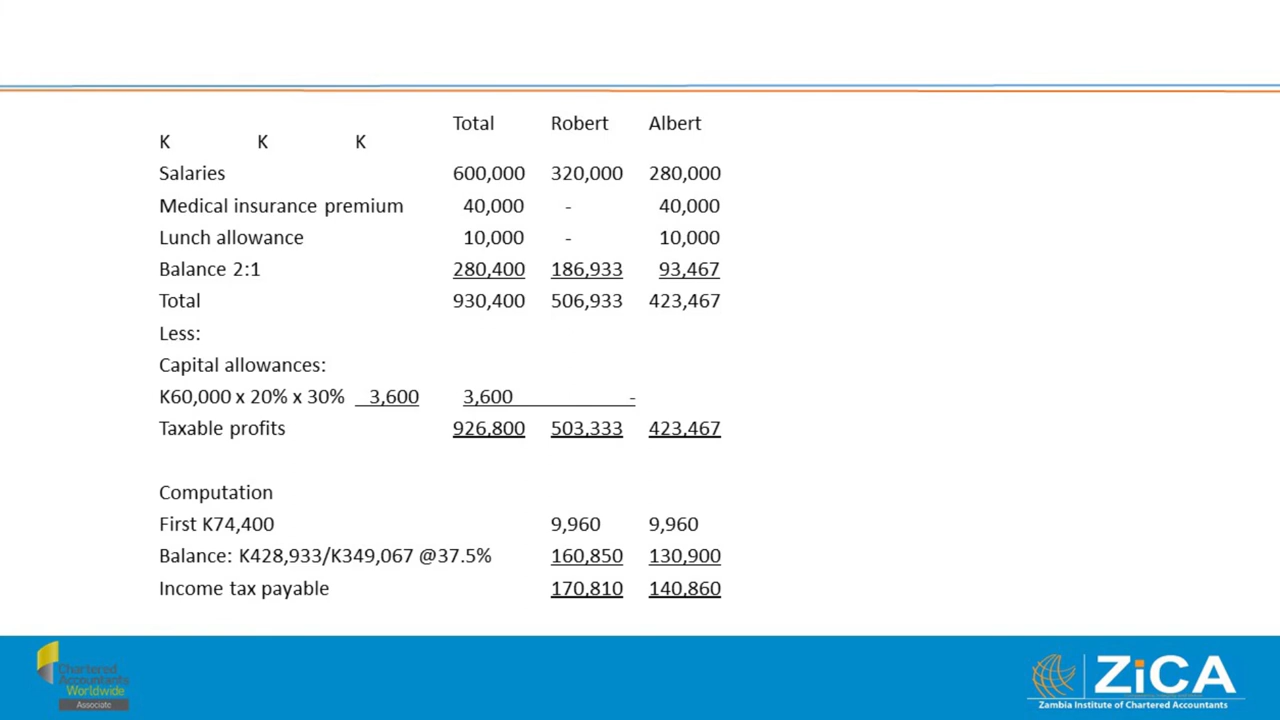 Total Robert Albert
K K K
Salaries 600,000 320,000 280,000
Medical insurance premium 40,000 - 40,000
Lunch allowance 10,000 - 10,000
Balance 2:1 280,400 186,933 93,467
Total 930,400 506,933 423,467
Less:
Capital allowances:
K60,000 x 20% x 30% 3,600 3,600 -
Taxable profits 926,800 503,333 423,467
Computation
First K74,400 9,960 9,960
Balance: K428,933/K349,067 @37.5% 160,850 130,900
Income tax payable 170,810 140,860
Chartered
Accountants
Worldwide
Associate
ZiCA
Zambia Institute of Chartered Accountants